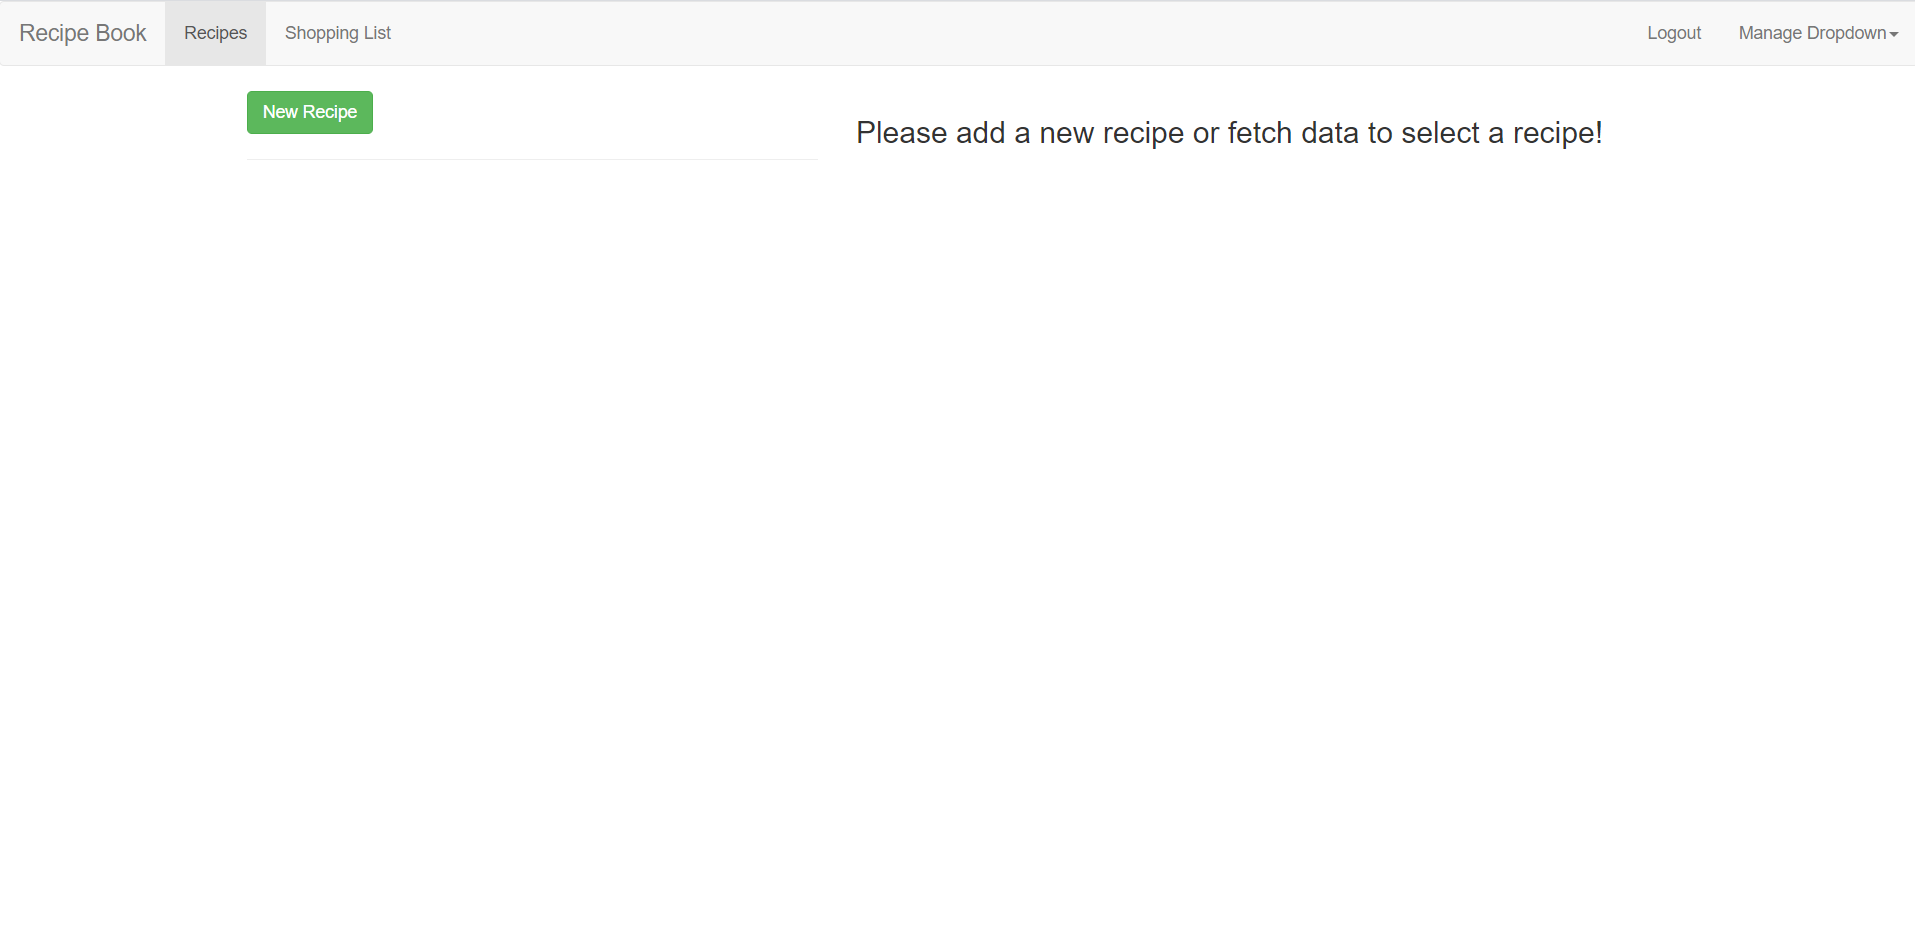 Recipe Book Recipes Shopping List Logout Manage Dropdown
New Recipe
Please add a new recipe or fetch data to select a recipe!